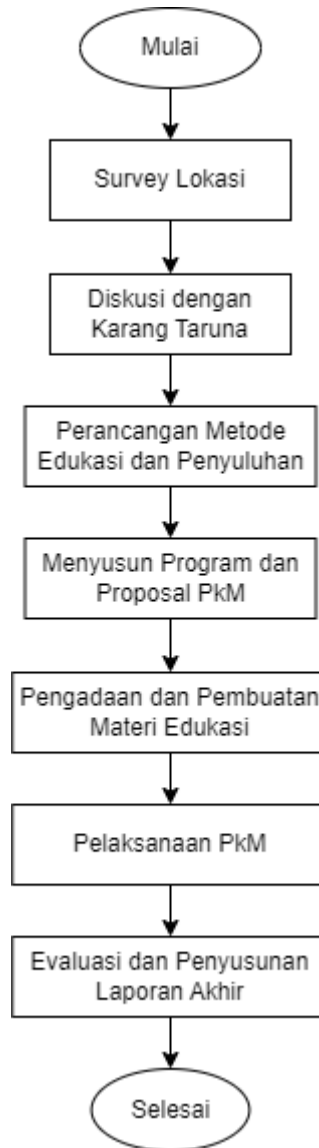 Mulai
Survey Lokasi
Diskusi dengan
Karang Taruna
Perancangan Metode
Edukasi dan Penyuluhan
Menyusun Program dan
Proposal PkM
Pengadaan dan Pembuatan
Materi Edukasi
Pelaksanaan PkM
Evaluasi dan Penyusunan
Laporan Akhir
Selesai